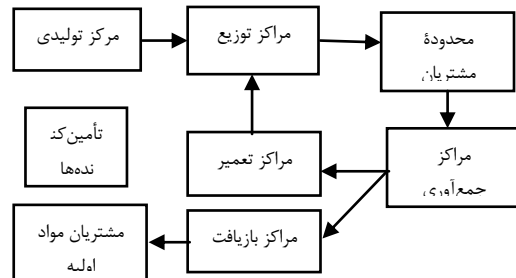 مرکز تولیدی
مراکز توزیع
محدودۀ
مشتریان
تأمین‌کن
نده‌ها
مراکز تعمیر
مراکز
جمع‌آوری
مشتریان مواد
اولیه
مراکز بازیافت